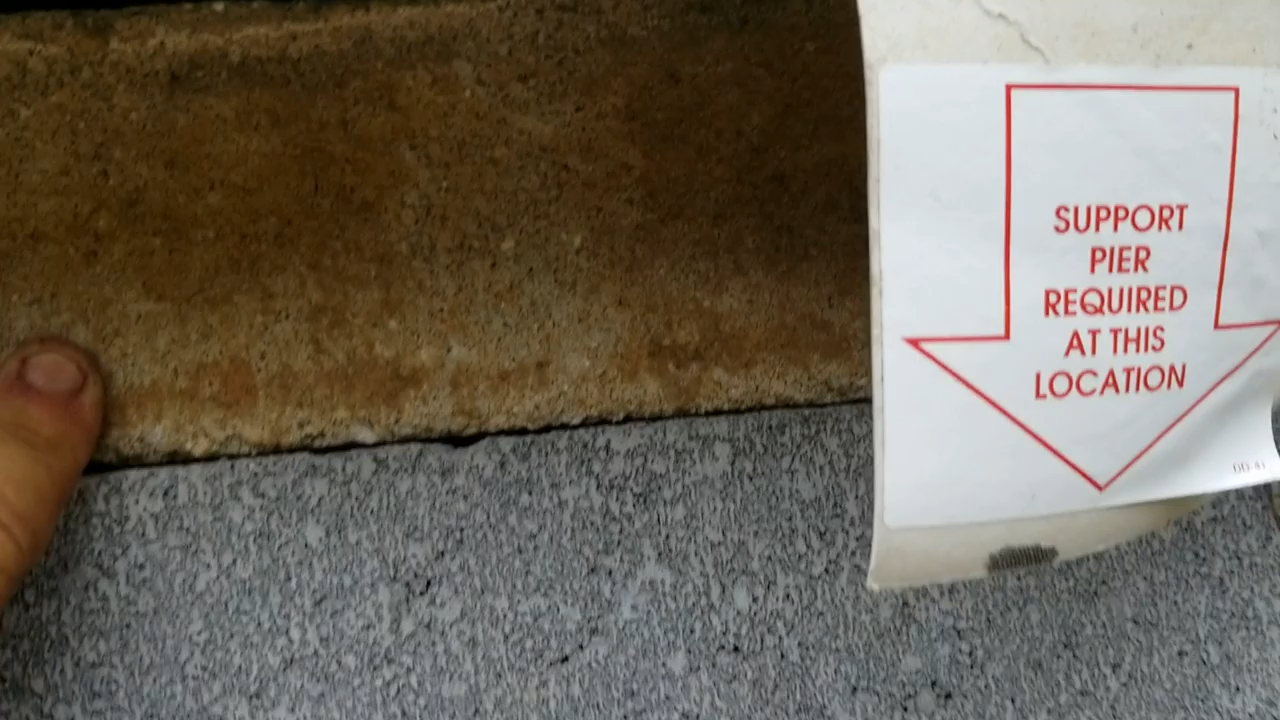 SUPPORT
PIER
REQUIRED
AT THIS
LOCATION